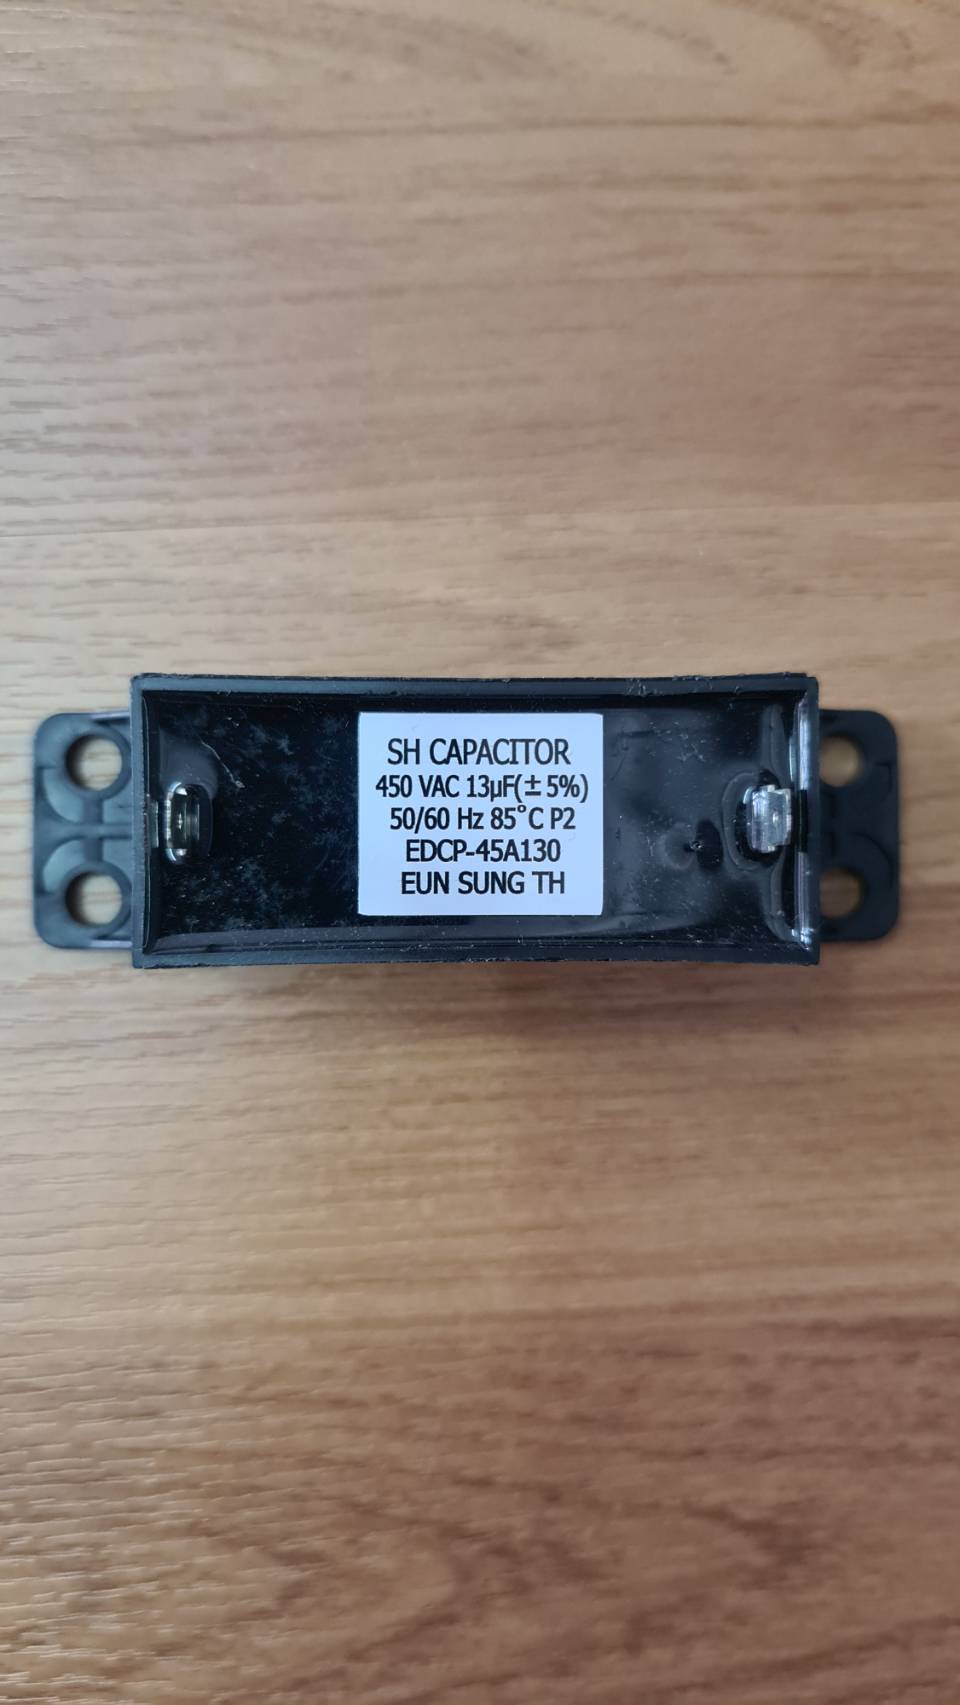 SH CAPACITOR
450 VAC 13µF(±5%)
50/60 Hz 85°C P2
EDCP-45A130
EUN SUNG TH